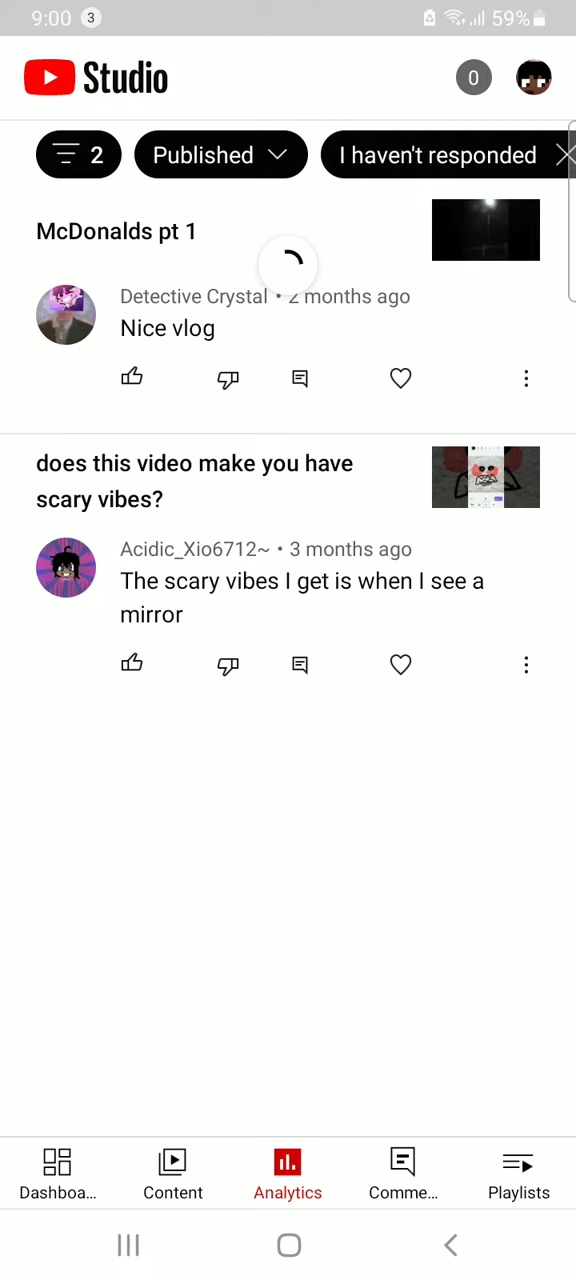 9:00 3 59%
Studio 0
2 Published I haven't responded
McDonalds pt 1
Detective Crystal • 2 months ago
Nice vlog
does this video make you have
scary vibes?
Acidic_Xio6712~ • 3 months ago
The scary vibes I get is when I see a
mirror
Dashboa... Content Analytics Comme... Playlists